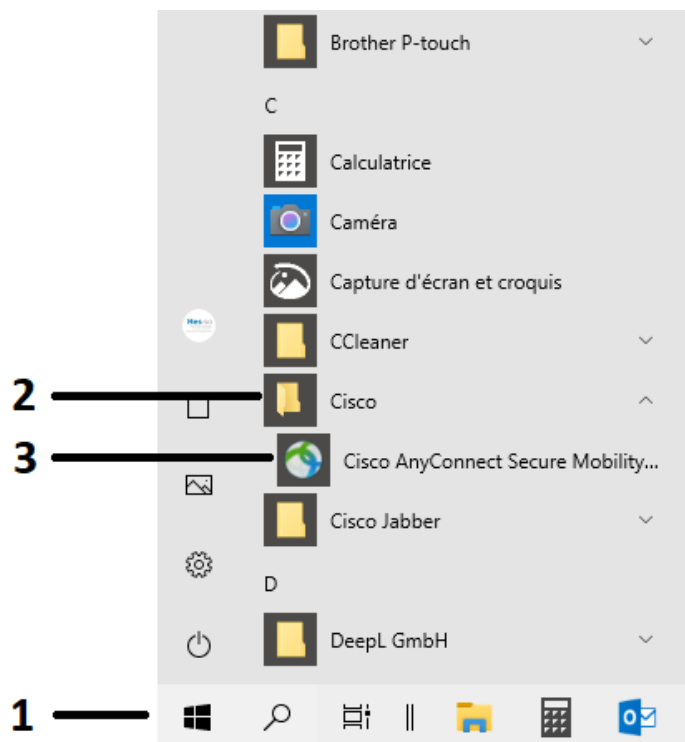 Brother P-touch
C
Calculatrice
Caméra
Capture d'écran et croquis
CCleaner
2 Cisco
3 Cisco AnyConnect Secure Mobility...
Cisco Jabber
D
DeepL GmbH
1